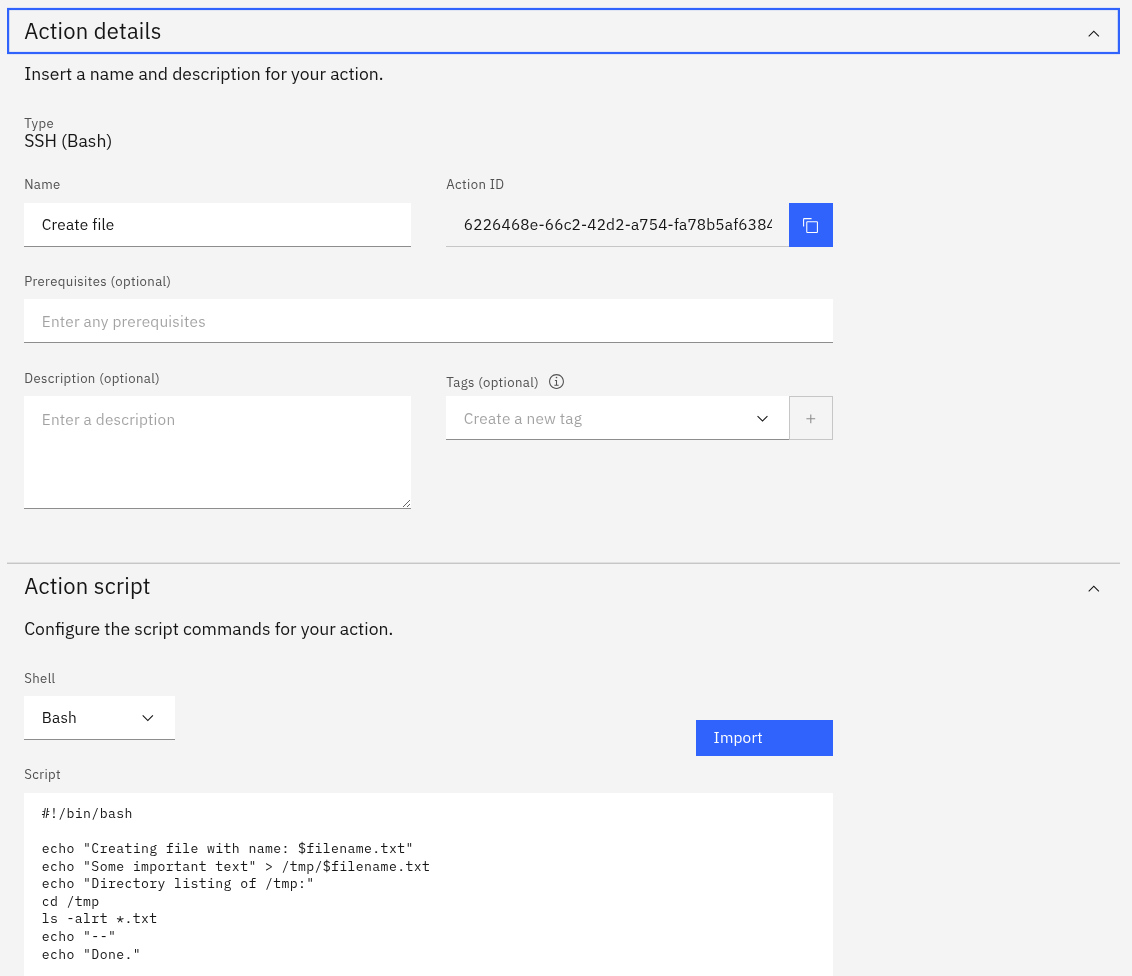 Action details
Insert a name and description for your action.
Type
SSH (Bash)
Name
Action ID
Create file
6226468e-66c2-42d2-a754-fa78b5af6384
Prerequisites (optional)
Enter any prerequisites
Description (optional)
Tags (optional)
Enter a description
Create a new tag
+
Action script
Configure the script commands for your action.
Shell
Bash
Import
Script
#!/bin/bash
echo "Creating file with name: $filename.txt"
echo "Some important text" > /tmp/$filename.txt
echo "Directory listing of /tmp:"
cd /tmp
ls -alrt *.txt
echo "--"
echo "Done."